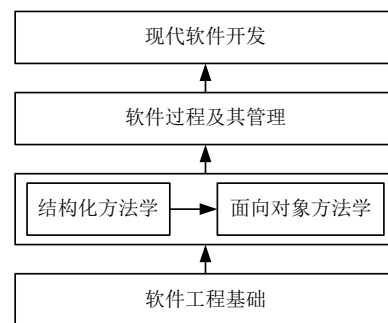 现代软件开发
软件过程及其管理
结构化方法学
面向对象方法学
软件工程基础